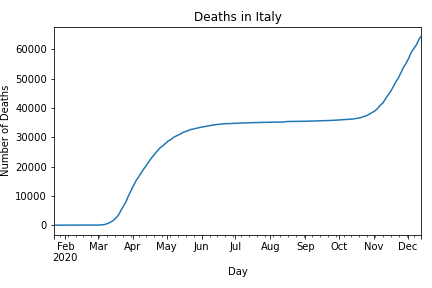 Deaths in Italy
Number of Deaths
60000
50000
40000
30000
20000
10000
0
Feb Mar Apr May Jun Jul Aug Sep Oct Nov Dec
2020
Day